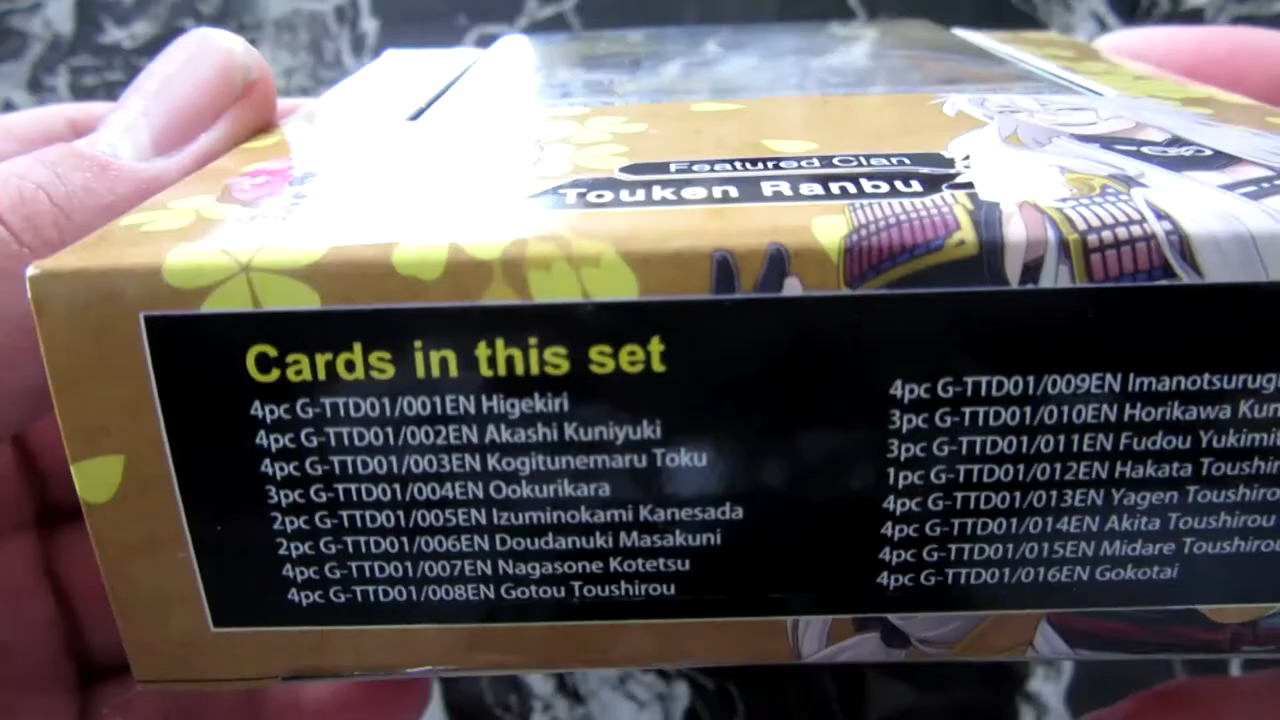 Featured Clan
Touken Ranbu
Cards in this set
4pc G-TTD01/001EN Higekiri
4pc G-TTD01/002EN Akashi Kuniyuki
4pc G-TTD01/003EN Kogitunemaru Toku
3pc G-TTD01/004EN Ookurikara
2pc G-TTD01/005EN Izuminokami Kanesada
2pc G-TTD01/006EN Doudanuki Masakuni
4pc G-TTD01/007EN Nagasone Kotetsu
4pc G-TTD01/008EN Gotou Toushirou
4pc G-TTD01/009EN Imanotsurugi
3pc G-TTD01/010EN Horikawa
3pc G-TTD01/011EN Fudou
1pc G-TTD01/012EN Hakata
4pc G-TTD01/013EN Yagen Toushiro
4pc G-TTD01/014EN Akita Toushirou
4pc G-TTD01/015EN Midare Toushirou
4pc G-TTD01/016EN Gokotai